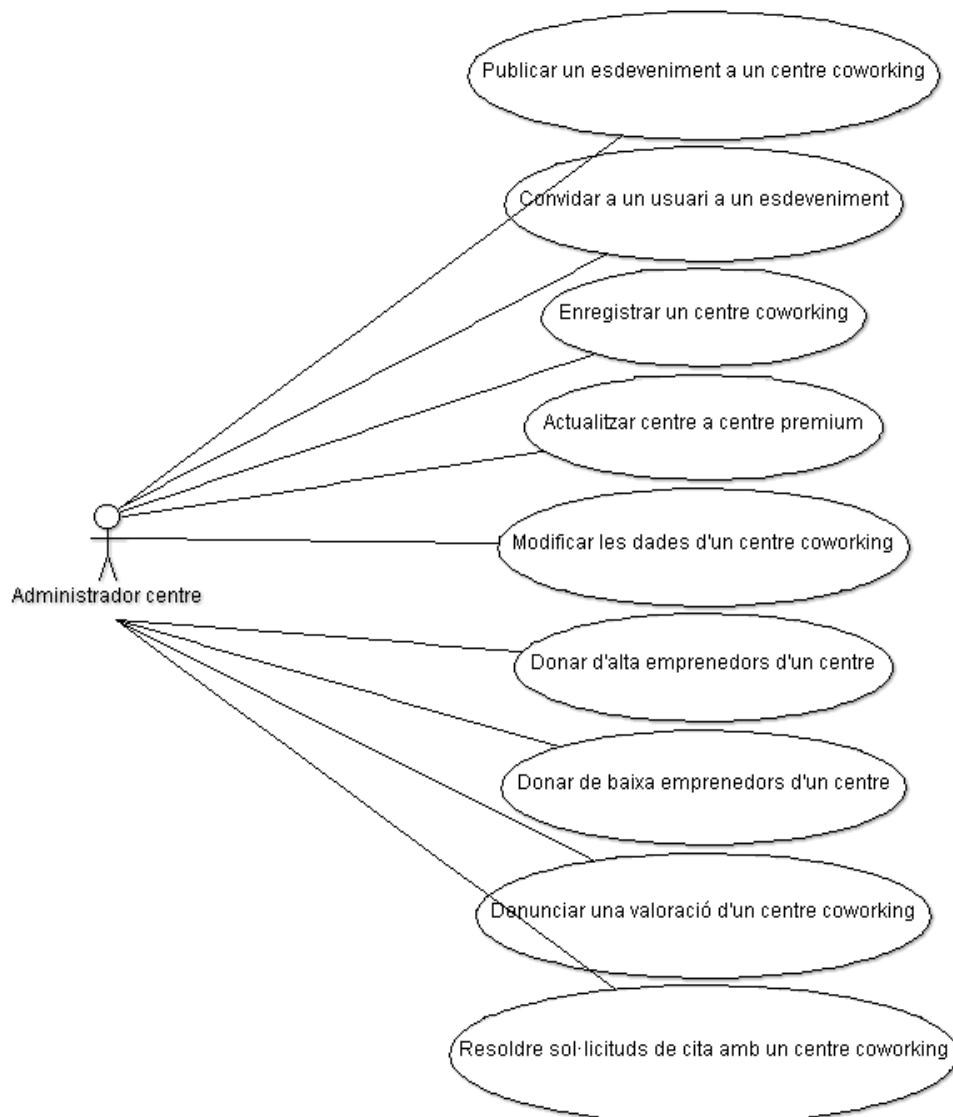 Publicar un esdeveniment a un centre coworking
Convidar a un usuari a un esdeveniment
Enregistrar un centre coworking
Actualitzar centre a centre premium
Modificar les dades d'un centre coworking
Administrador centre
Donar d'alta emprenedors d'un centre
Donar de baixa emprenedors d'un centre
Denunciar una valoració d'un centre coworking
Resoldre sol·licituds de cita amb un centre coworking